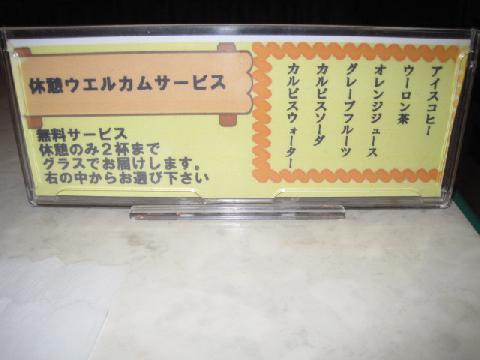 休憩ウエルカムサービス
無料サービス
休憩のみ２杯まで
グラスでお届けします。
右の中からお選び下さい
アイスコヒー
ウーロン茶
オレンジジュース
グレープフルーツ
カルピスソーダ
カルピスウォーター